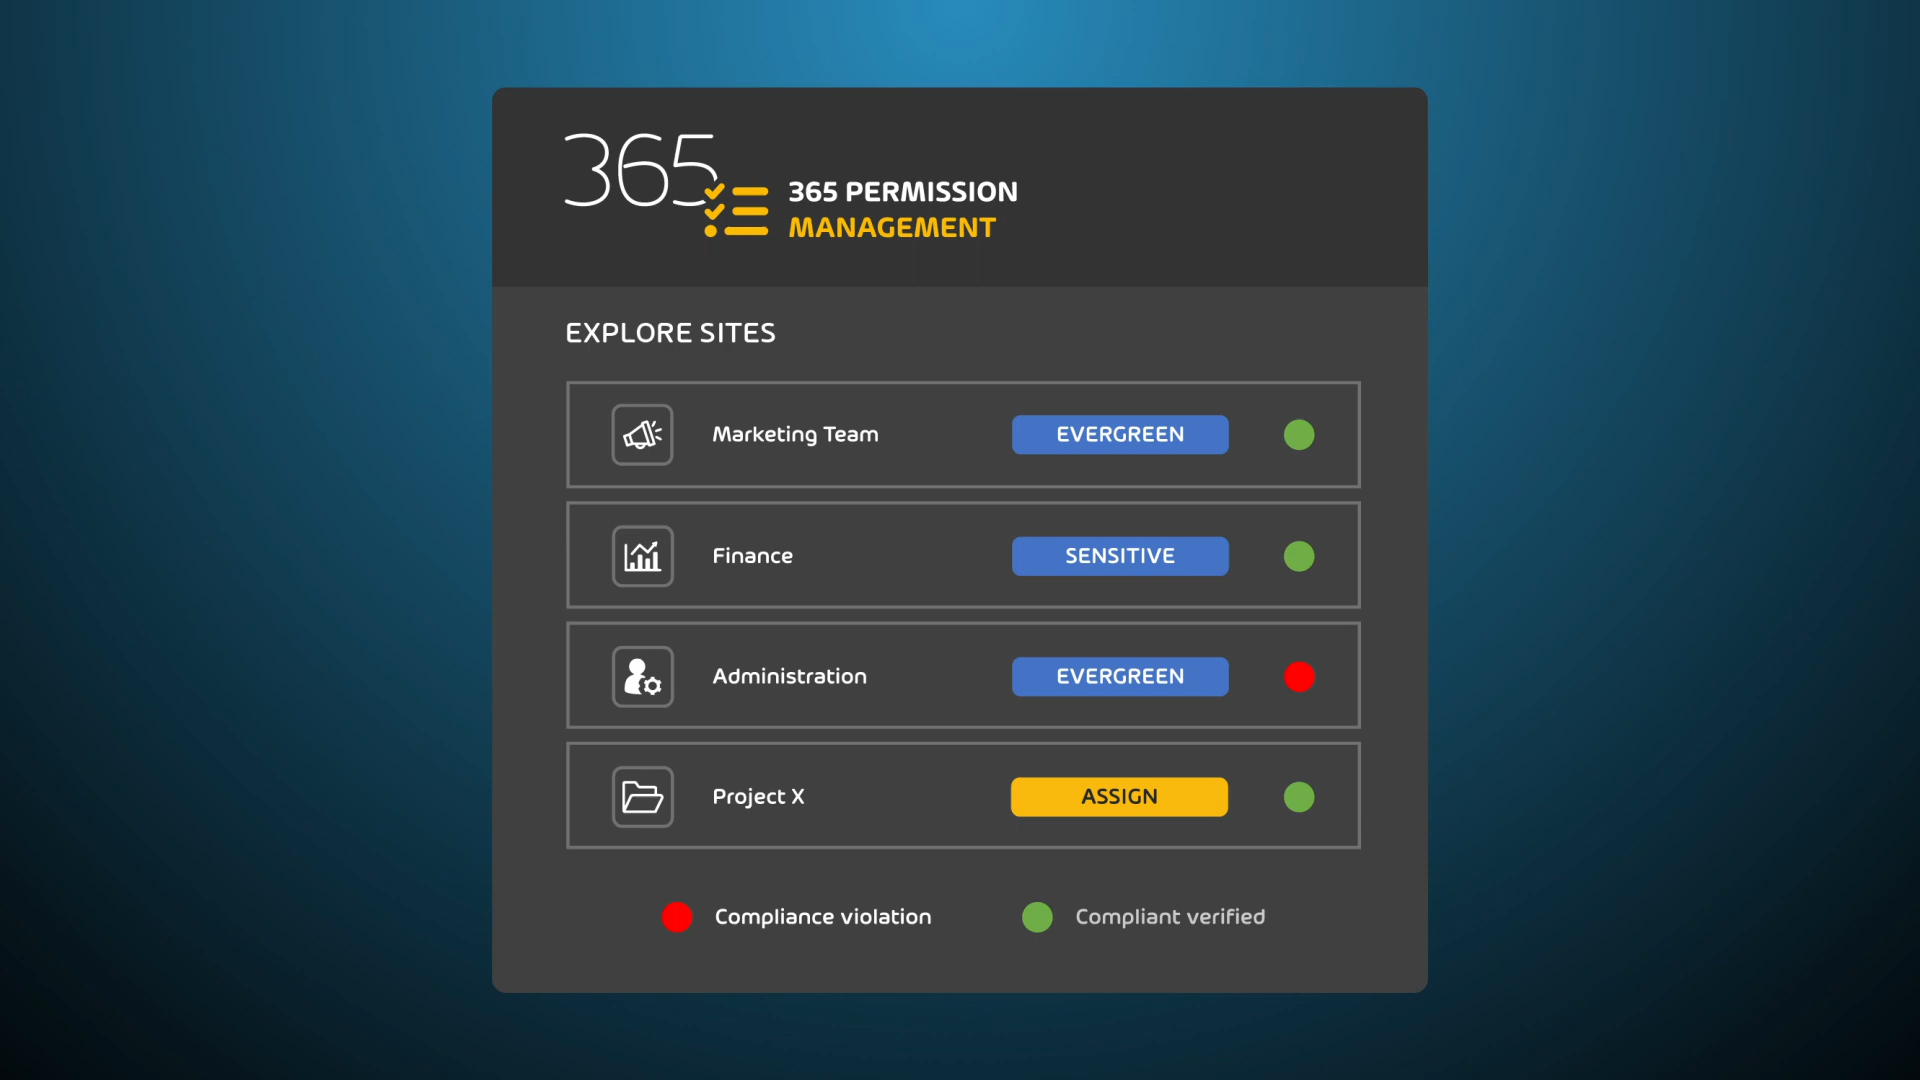 365
365 PERMISSION
MANAGEMENT
EXPLORE SITES
Marketing Team EVERGREEN
Finance SENSITIVE
Administration EVERGREEN
Project X ASSIGN
Compliance violation Compliant verified